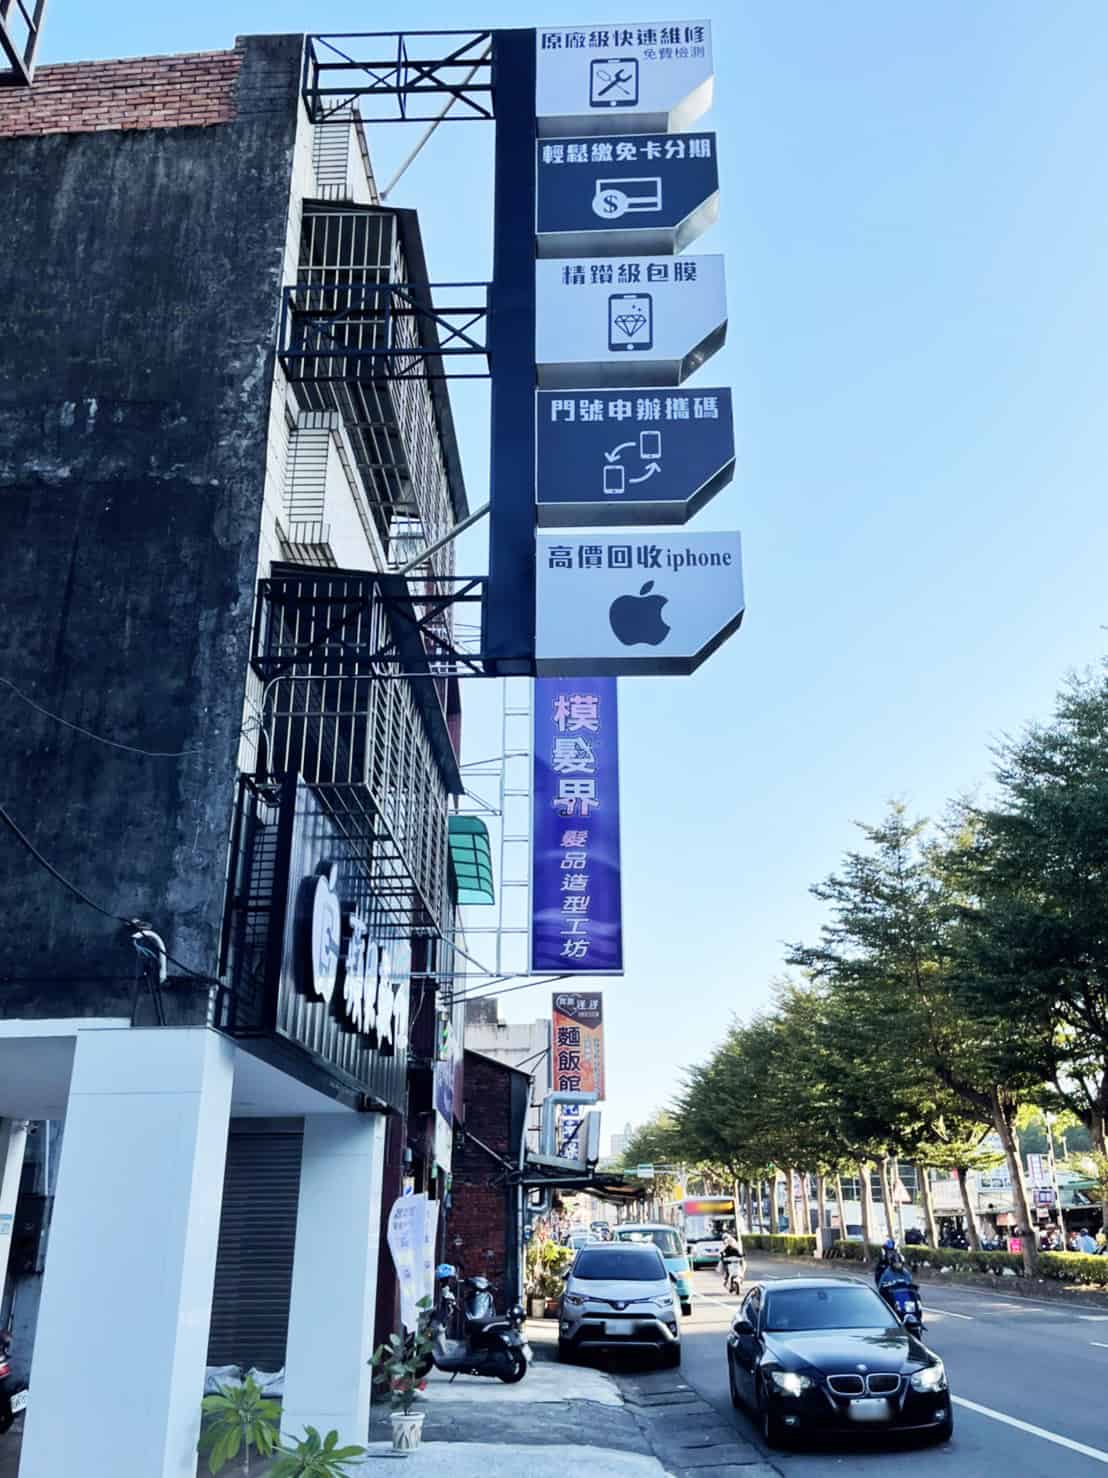 原廠級快速維修
免費檢測
輕鬆繳免卡分期
$
精鑽級包膜
門號申辦攜碼
高價回收iphone
模髮界
髮品造型工坊
麵飯館